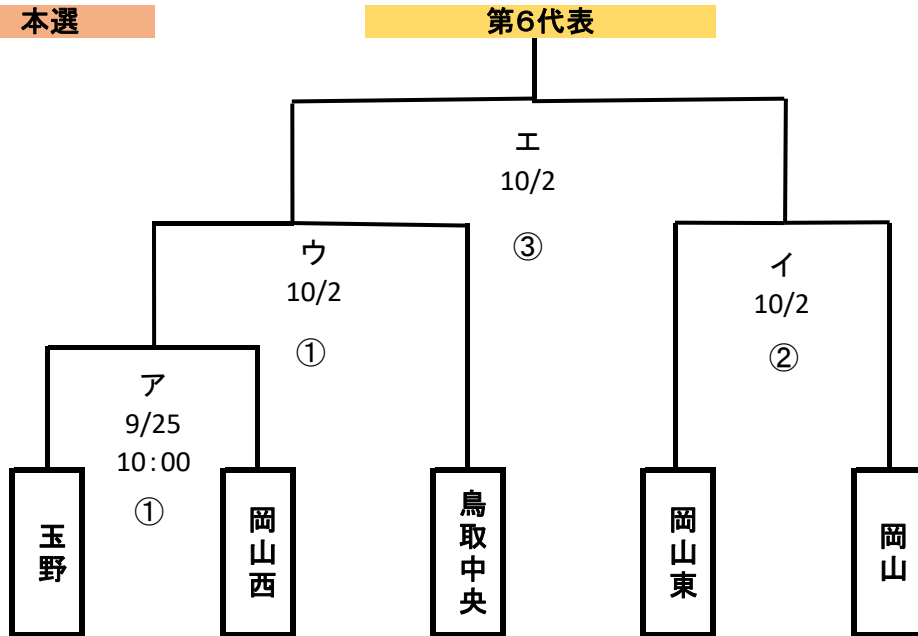 本選
第6代表
エ
10/2
③
ウ
10/2
①
イ
10/2
②
ア
9/25
10:00
①
玉野
岡山西
鳥取中央
岡山東
岡山